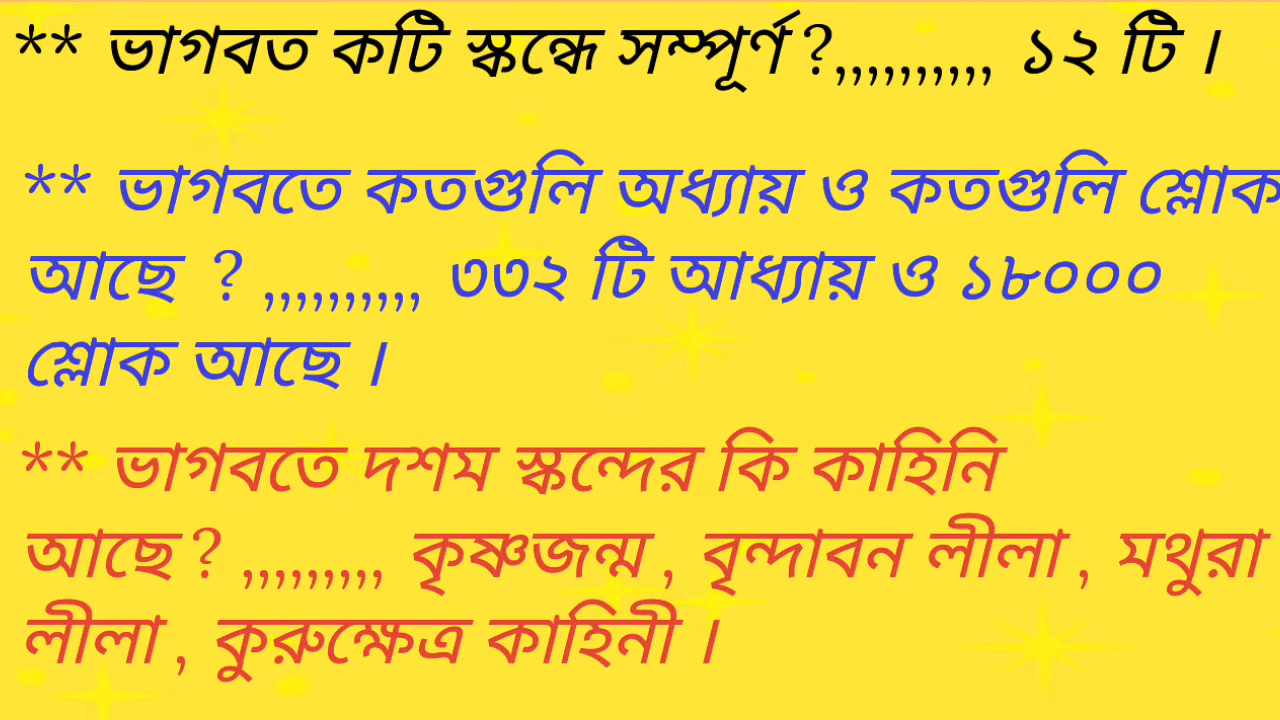 ** ভাগবত কটি স্কন্ধে সম্পূর্ণ ?,,,,,,,,,, ১২ টি ।
** ভাগবতে কতগুলি অধ্যায় ও কতগুলি শ্লোক
আছে ? ,,,,,,,,,, ৩৩২ টি আধ্যায় ও ১৮০০০
শ্লোক আছে ।
** ভাগবতে দশম স্কন্দের কি কাহিনি
আছে ? ,,,,,,,,, কৃষ্ণজন্ম , বৃন্দাবন লীলা , মথুরা
লীলা , কুরুক্ষেত্র কাহিনী ।